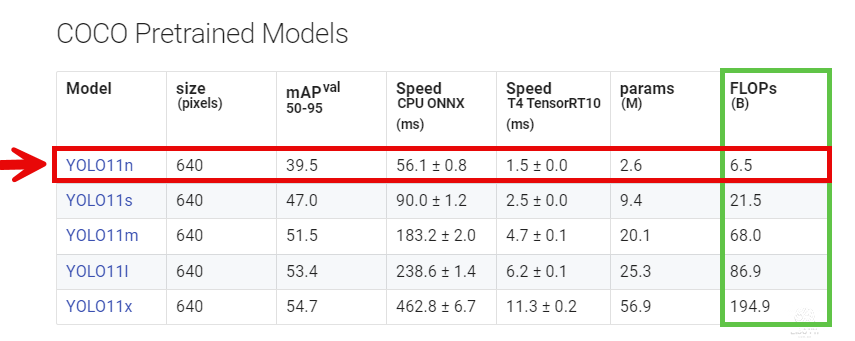 COCO Pretrained Models
Model size (pixels) mAPval 50-95 Speed CPU ONNX (ms) Speed T4 TensorRT10 (ms) params (M) FLOPs (B)
YOLO11n 640 39.5 56.1 ± 0.8 1.5 ± 0.0 2.6 6.5
YOLO11s 640 47.0 90.0 ± 1.2 2.5 ± 0.0 9.4 21.5
YOLO11m 640 51.5 183.2 ± 2.0 4.7 ± 0.1 20.1 68.0
YOLO11l 640 53.4 238.6 ± 1.4 6.2 ± 0.1 25.3 86.9
YOLO11x 640 54.7 462.8 ± 6.7 11.3 ± 0.2 56.9 194.9